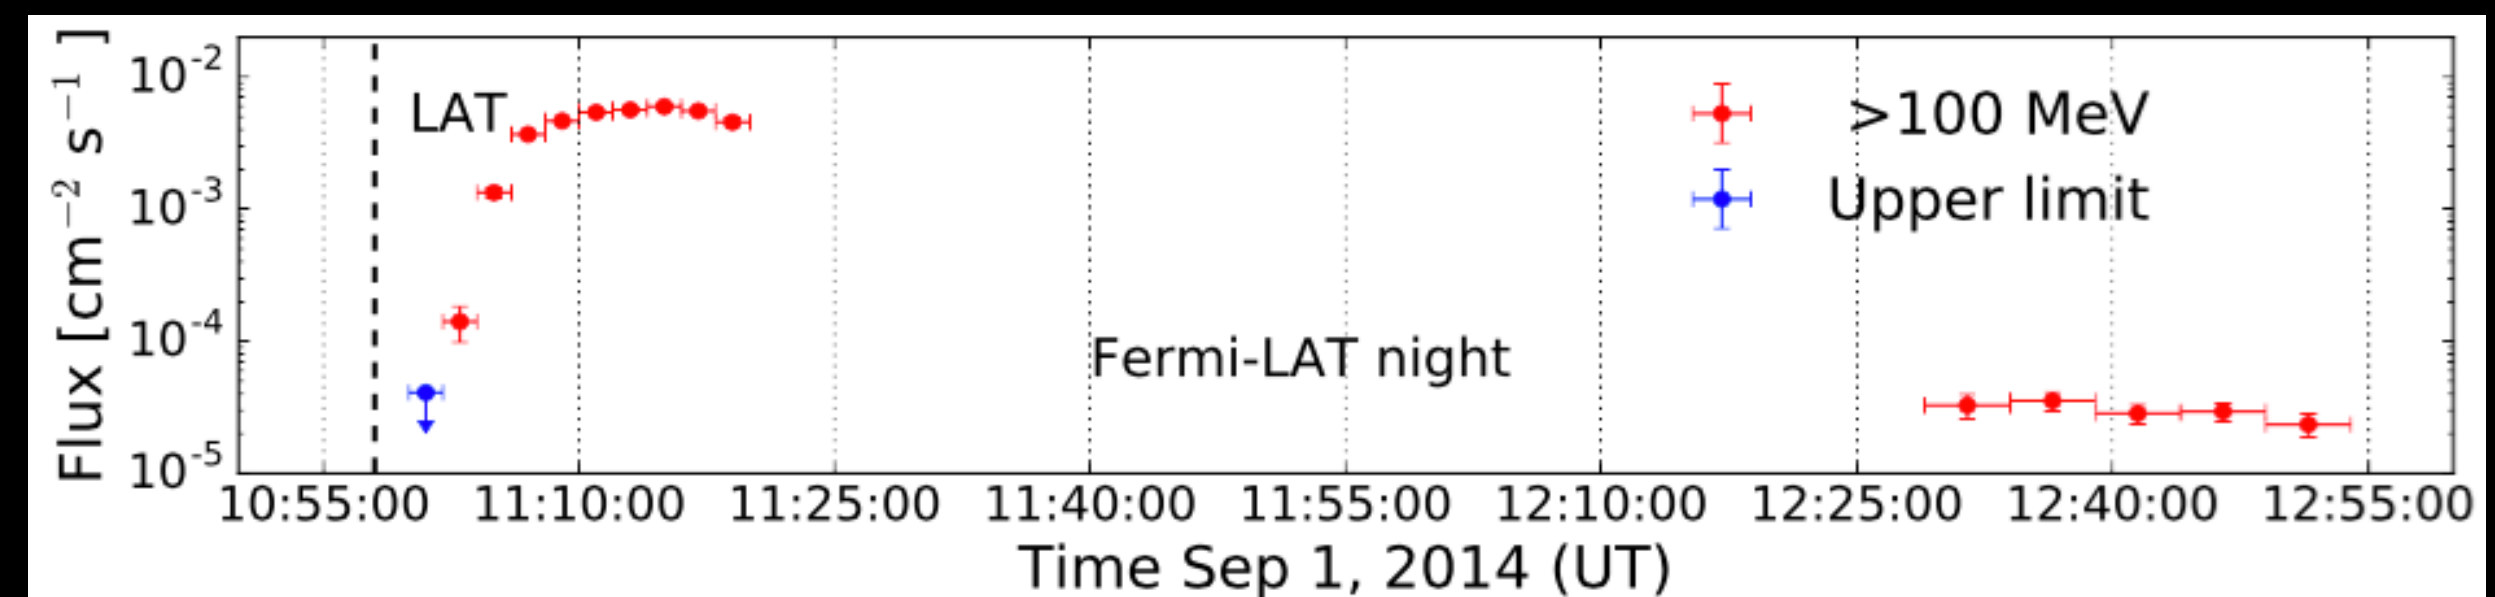 Flux [cm⁻² s⁻¹ ]
10⁻²
10⁻³
10⁻⁴
10⁻⁵
LAT
>100 MeV
Upper limit
Fermi-LAT night
10:55:00 11:10:00 11:25:00 11:40:00 11:55:00 12:10:00 12:25:00 12:40:00 12:55:00
Time Sep 1, 2014 (UT)